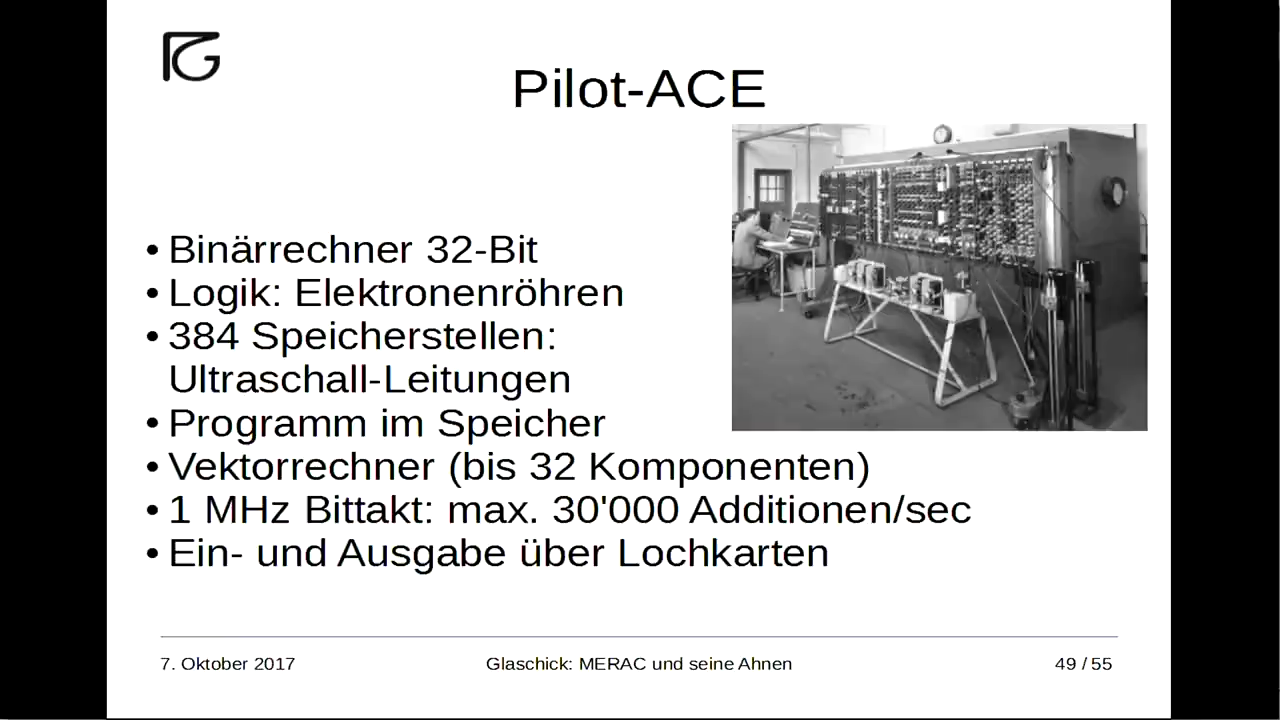 Pilot-ACE
• Binärrechner 32-Bit
• Logik: Elektronenröhren
• 384 Speicherstellen:
Ultraschall-Leitungen
• Programm im Speicher
• Vektorrechner (bis 32 Komponenten)
• 1 MHz Bittakt: max. 30'000 Additionen/sec
• Ein- und Ausgabe über Lochkarten
7. Oktober 2017 Glaschick: MERAC und seine Ahnen 49 / 55